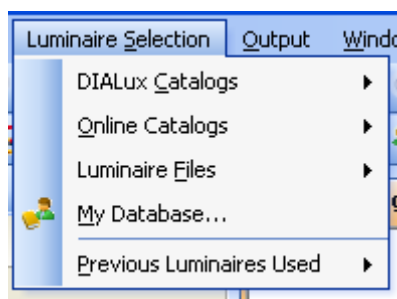 Luminaire Selection Output
DIALux Catalogs
Online Catalogs
Luminaire Files
My Database...
Previous Luminaires Used